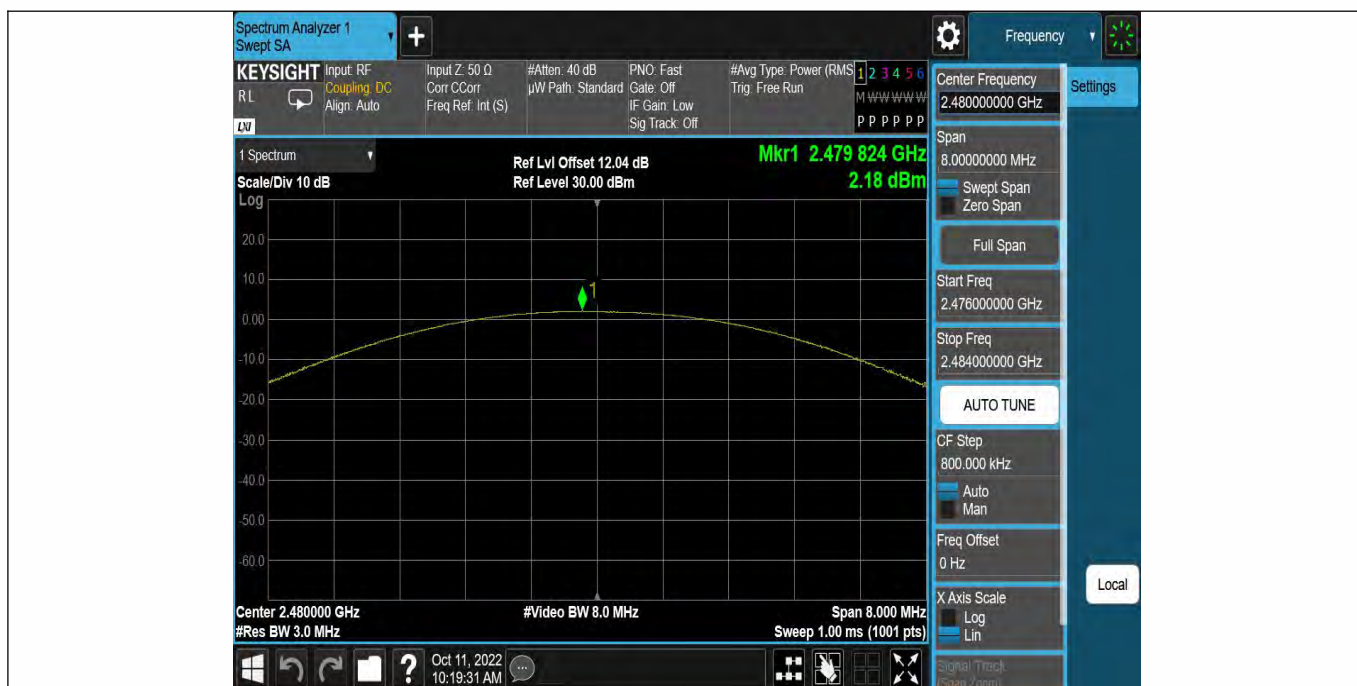 Spectrum Analyzer 1
Swept SA
+
Frequency
KEYSIGHT
R L
LXI
Input: RF
Coupling: DC
Align: Auto
Input Z: 50 Ω
Corr CCorr
Freq Ref: Int (S)
#Atten: 40 dB
µW Path: Standard
PNO: Fast
Gate: Off
IF Gain: Low
Sig Track: Off
#Avg Type: Power (RMS
Trig: Free Run
1 2 3 4 5 6
M W W W W W
P P P P P P
1 Spectrum
Scale/Div 10 dB
Log
Ref Lvl Offset 12.04 dB
Ref Level 30.00 dBm
Mkr1 2.479 824 GHz
2.18 dBm
20.0
10.0
1
0.00
-10.0
-20.0
-30.0
-40.0
-50.0
-60.0
Center 2.480000 GHz
#Res BW 3.0 MHz
#Video BW 8.0 MHz
Span 8.000 MHz
Sweep 1.00 ms (1001 pts)
Oct 11, 2022
10:19:31 AM
?
Center Frequency
2.480000000 GHz
Settings
Span
8.00000000 MHz
Swept Span
Zero Span
Full Span
Start Freq
2.476000000 GHz
Stop Freq
2.484000000 GHz
AUTO TUNE
CF Step
800.000 kHz
Auto
Man
Freq Offset
0 Hz
X Axis Scale
Log
Lin
Local
Signal Track
(Span Zoom)